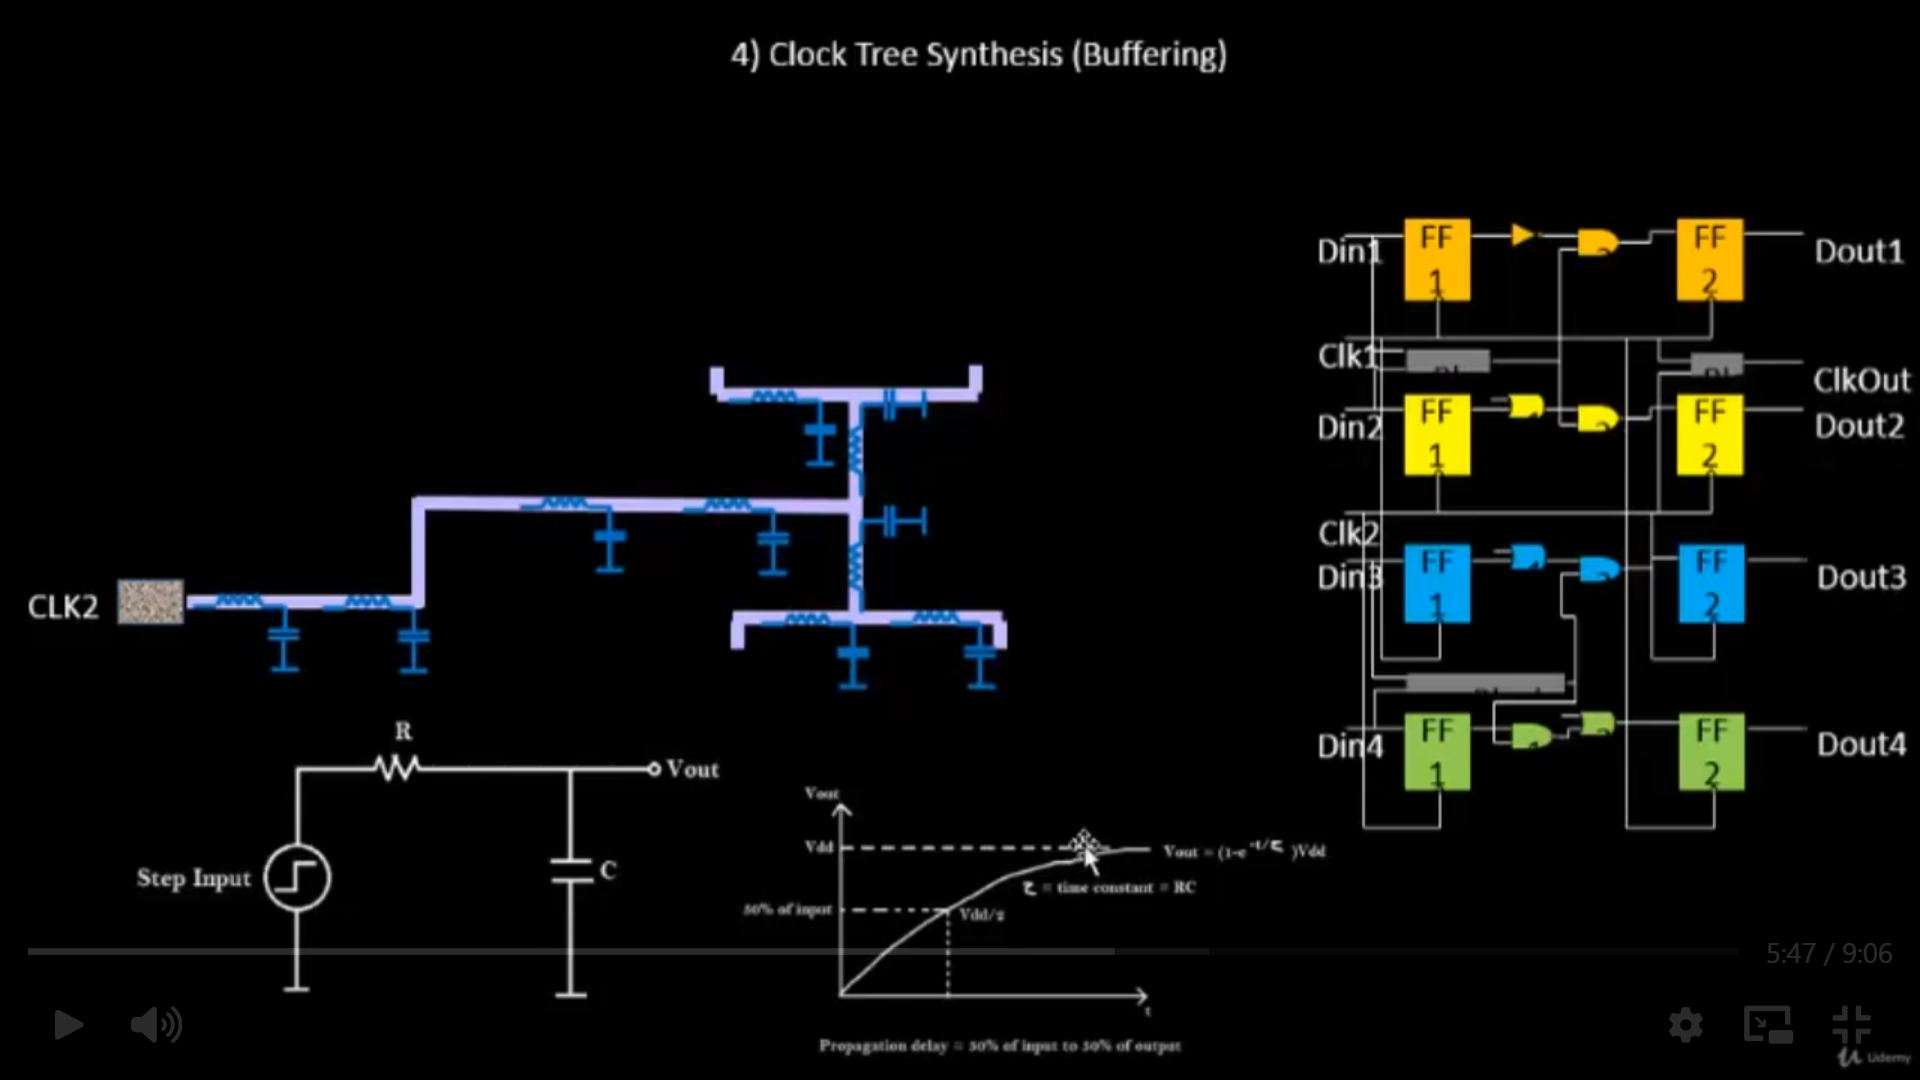 4) Clock Tree Synthesis (Buffering)
Din1
FF
1
FF
2
Dout1
Clk1
ClkOut
Din2
FF
1
FF
2
Dout2
Clk2
Din3
FF
1
FF
2
Dout3
Din4
FF
1
FF
2
Dout4
CLK2
R
Vout
Step Input
C
Vout
Vdd
Vout = (1-e^-t/τ)Vdd
τ = time constant = RC
50% of input
Vdd/2
t
Propagation delay = 50% of input to 50% of output
5:47 / 9:06
Udemy